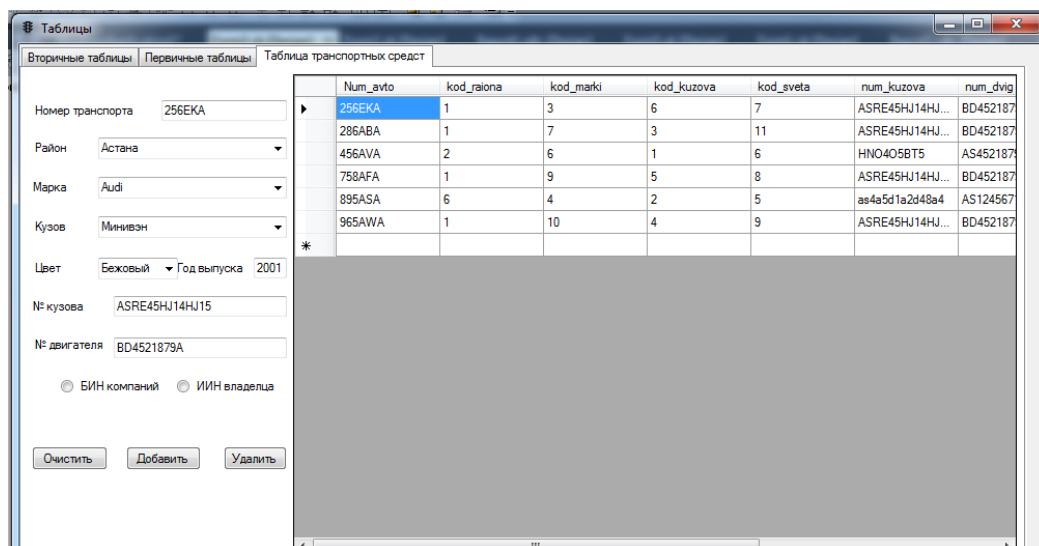 Таблицы
Вторичные таблицы Первичные таблицы Таблица транспортных средст
Num_avto kod_raiona kod_marki kod_kuzova kod_sveta num_kuzova num_dvig
256EKA 1 3 6 7 ASRE45HJ14HJ... BD452187
286ABA 1 7 3 11 ASRE45HJ14HJ... BD452187
456AVA 2 6 1 6 HNO4O5BT5 AS4521879
758AFA 1 9 5 8 ASRE45HJ14HJ... BD452187
895ASA 6 4 2 5 as4a5d1a2d48a4 AS124567
965AWA 1 10 4 9 ASRE45HJ14HJ... BD452187
Номер транспорта 256EKA
Район Астана
Марка Audi
Кузов Минивэн
Цвет Бежовый Год выпуска 2001
№ кузова ASRE45HJ14HJ15
№ двигателя BD4521879A
БИН компаний ИИН владелца
Очистить Добавить Удалить